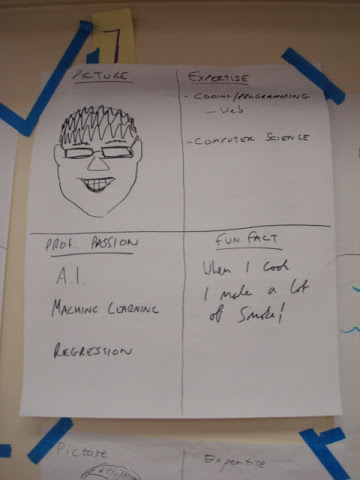 7
PICTURE
EXPERTISE
- CODING/PROGRAMMING
- Web
- COMPUTER SCIENCE
PROF. PASSION
A.I.
MACHINE LEARNING
REGRESSION
FUN FACT
When I cook
I make a lot
of smoke!
Picture
Expertise